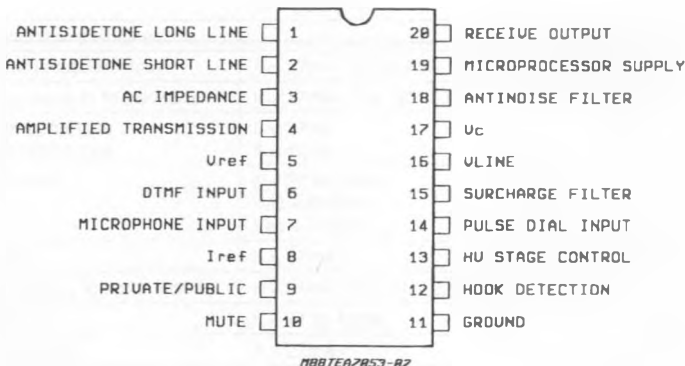 ANTISIDETONE LONG LINE 1 20 RECEIVE OUTPUT
ANTISIDETONE SHORT LINE 2 19 MICROPROCESSOR SUPPLY
AC IMPEDANCE 3 18 ANTINOISE FILTER
AMPLIFIED TRANSMISSION 4 17 Vc
Vref 5 16 VLINE
DTMF INPUT 6 15 SURCHARGE FILTER
MICROPHONE INPUT 7 14 PULSE DIAL INPUT
Iref 8 13 HV STAGE CONTROL
PRIVATE/PUBLIC 9 12 HOOK DETECTION
MUTE 10 11 GROUND
M88TEA7053-02